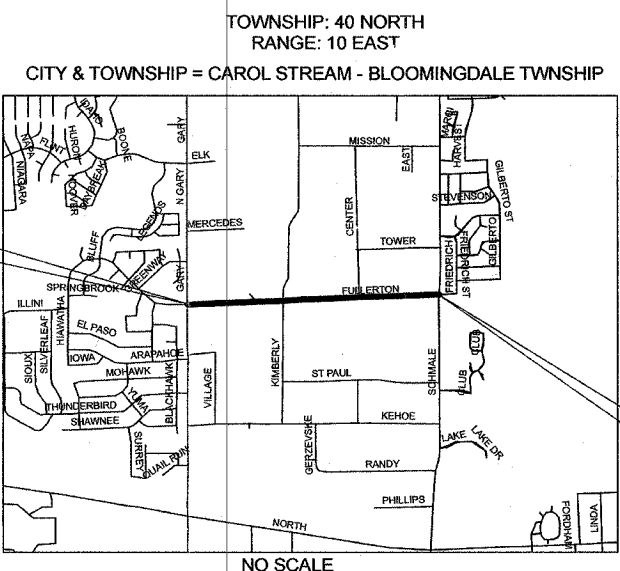 TOWNSHIP: 40 NORTH
RANGE: 10 EAST
CITY & TOWNSHIP = CAROL STREAM - BLOOMINGDALE TWNSHIP
IDAHO
NAPA
FLINT
HURON
BOONE
NIAGARA
DAYBREAK
GARY
ELK
N GARY
MERCEDES
LEGENDS
BLUFF
GREENWAY
GARY
SPRINGBROOK
MISSION
EAST
CENTER
TOWER
FULLERTON
HARVEST
STEVENSON
GILBERTO ST
GILBERTO
FRIEDRICH
FRIEDRICH ST
ILLINI
HIAWATHA
SILVERLEAF
SIOUX
EL PASO
IOWA
ARAPAHOE
MOHAWK
THUNDERBIRD
YUMA
SHAWNEE
BLACKHAWK
VILLAGE
SURREY
QUAIL RUN
KIMBERLY
ST PAUL
SCHMALE
CLUB
CLUB
KEHOE
GERZEVSKE
RANDY
LAKE
LAKE DR
PHILLIPS
NORTH
FORDHAM
LINDA
NO SCALE